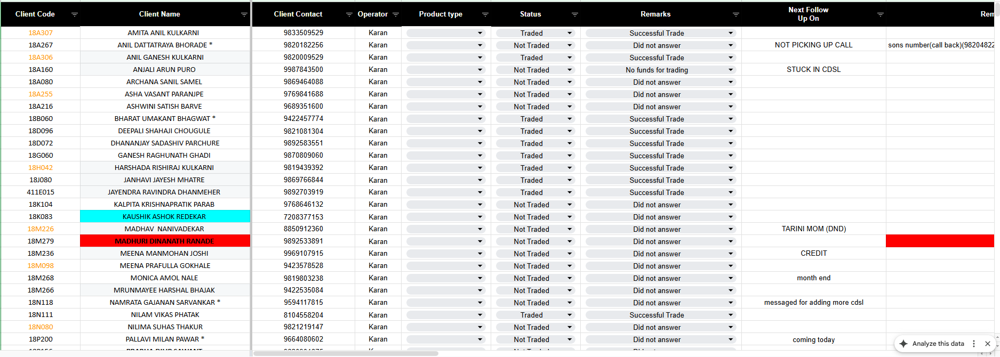 Client Code Client Name Client Contact Operator Product type Status Remarks Next Follow Up On Rem
18A307 AMITA ANIL KULKARNI 9833509529 Karan Traded Successful Trade
18A267 ANIL DATTATRAYA BHORADE * 9820182256 Karan Not Traded Did not answer NOT PICKING UP CALL sons number(call back)(98204822
18A306 ANIL GANESH KULKARNI 9820009529 Karan Traded Successful Trade
18A160 ANJALI ARUN PURO 9987843500 Karan Not Traded No funds for trading STUCK IN CDSL
18A080 ARCHANA SANIL SAMEL 9869464088 Karan Not Traded Did not answer
18A255 ASHA VASANT PARANJPE 9769841688 Karan Not Traded Did not answer
18A216 ASHWINI SATISH BARVE 9689351600 Karan Not Traded Did not answer
18B060 BHARAT UMAKANT BHAGWAT * 9422457774 Karan Traded Successful Trade
18D096 DEEPALI SHAHAJI CHOUGULE 9821081304 Karan Traded Successful Trade
18D072 DHANANJAY SADASHIV PARCHURE 9892583551 Karan Traded Successful Trade
18G060 GANESH RAGHUNATH GHADI 9870809060 Karan Traded Successful Trade
18H042 HARSHADA RISHIRAJ KULKARNI 9819439392 Karan Traded Successful Trade
18J080 JANHAVI JAYESH MHATRE 9869766844 Karan Traded Successful Trade
411E015 JAYENDRA RAVINDRA DHANMEHER 9892703919 Karan Traded Successful Trade
18K104 KALPITA KRISHNAPRATIK PARAB 9768646132 Karan Not Traded Did not answer
18K083 KAUSHIK ASHOK REDEKAR 7208377153 Karan Not Traded Did not answer
18M226 MADHAV NANIVADEKAR 8850912360 Karan Not Traded Did not answer TARINI MOM (DND)
18M279 MADHURI DINANATH RANADE 9892533891 Karan Not Traded Did not answer
18M236 MEENA MANMOHAN JOSHI 9969107915 Karan Not Traded Did not answer CREDIT
18M098 MEENA PRAFULLA GOKHALE 9423578528 Karan Not Traded Did not answer
18M268 MONICA AMOL NALE 9819803238 Karan Not Traded Did not answer month end
18M266 MRUNMAYEE HARSHAL BHAJAK 9422535084 Karan Not Traded Did not answer
18N118 NAMRATA GAJANAN SARVANKAR * 9594117815 Karan Not Traded Did not answer messaged for adding more cdsl
18N111 NILAM VIKAS PHATAK 8104558204 Karan Traded Successful Trade
18N080 NILIMA SUHAS THAKUR 9821219147 Karan Not Traded Did not answer
18P200 PALLAVI MILAN PAWAR * 9664080602 Karan Not Traded Did not answer coming today
Analyze this data